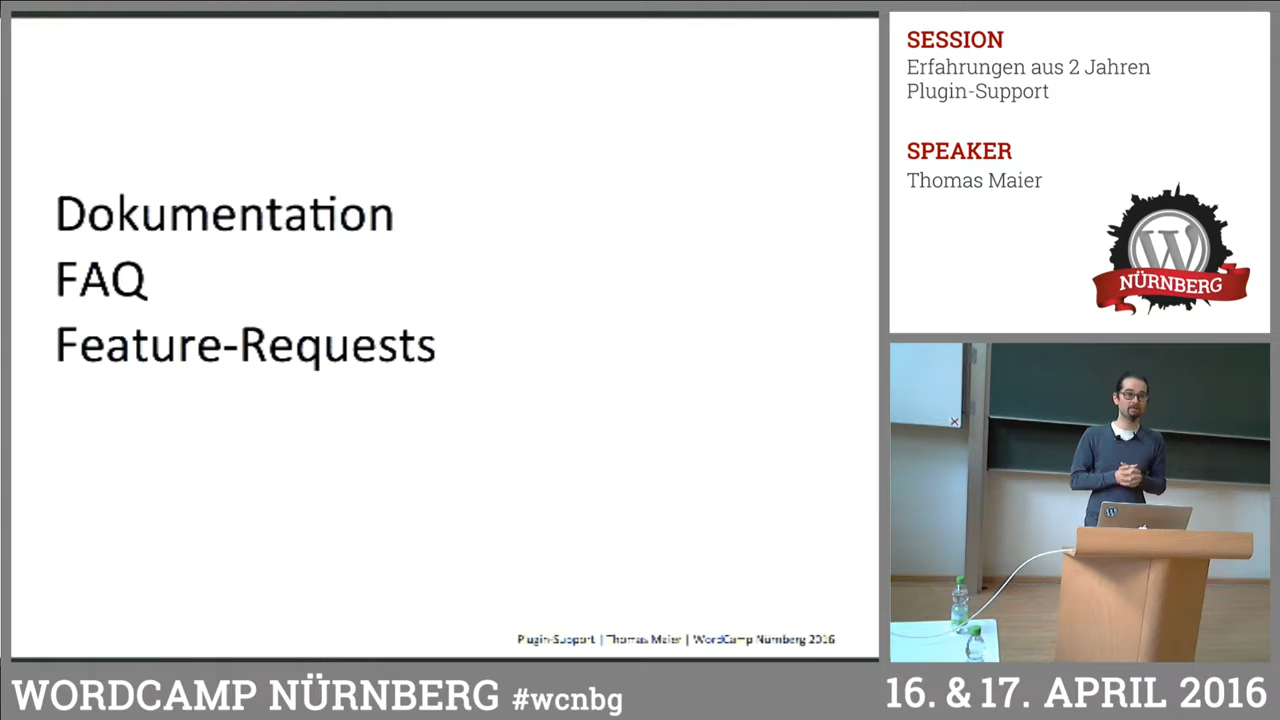 Dokumentation
FAQ
Feature-Requests
Plugin-Support | Thomas Maier | WordCamp Nürnberg 2016
SESSION
Erfahrungen aus 2 Jahren
Plugin-Support
SPEAKER
Thomas Maier
NÜRNBERG
WORDCAMP NÜRNBERG #wcnbg
16. & 17. APRIL 2016